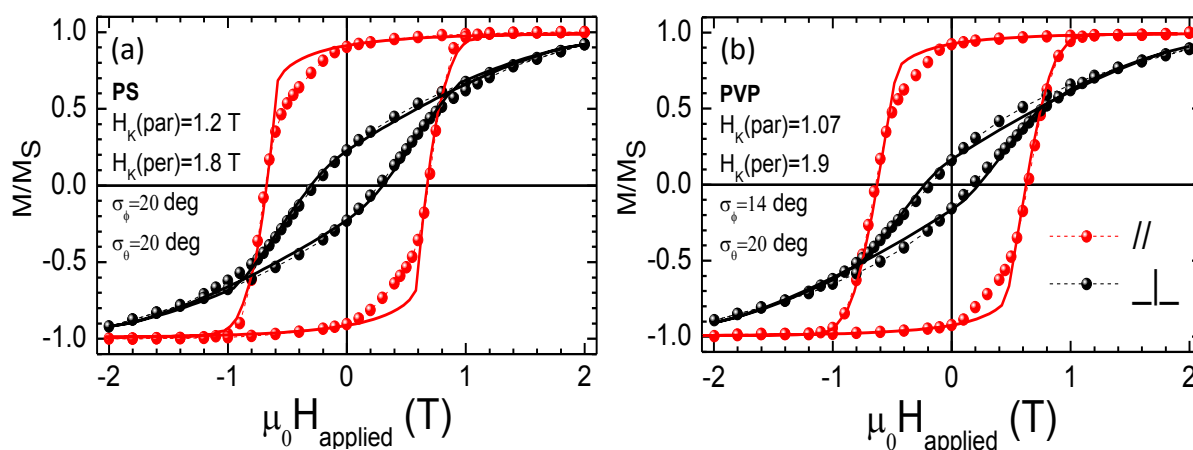 (a)
PS
H_K(par)=1.2 T
H_K(per)=1.8 T
σ_ϕ=20 deg
σ_θ=20 deg
M/M_S
1.0
0.5
0.0
-0.5
-1.0
-2 -1 0 1 2
μ_0H_applied (T)
(b)
PVP
H_K(par)=1.07
H_K(per)=1.9
σ_ϕ=14 deg
σ_θ=20 deg
//
_|_
M/M_S
1.0
0.5
0.0
-0.5
-1.0
-2 -1 0 1 2
μ_0H_applied (T)